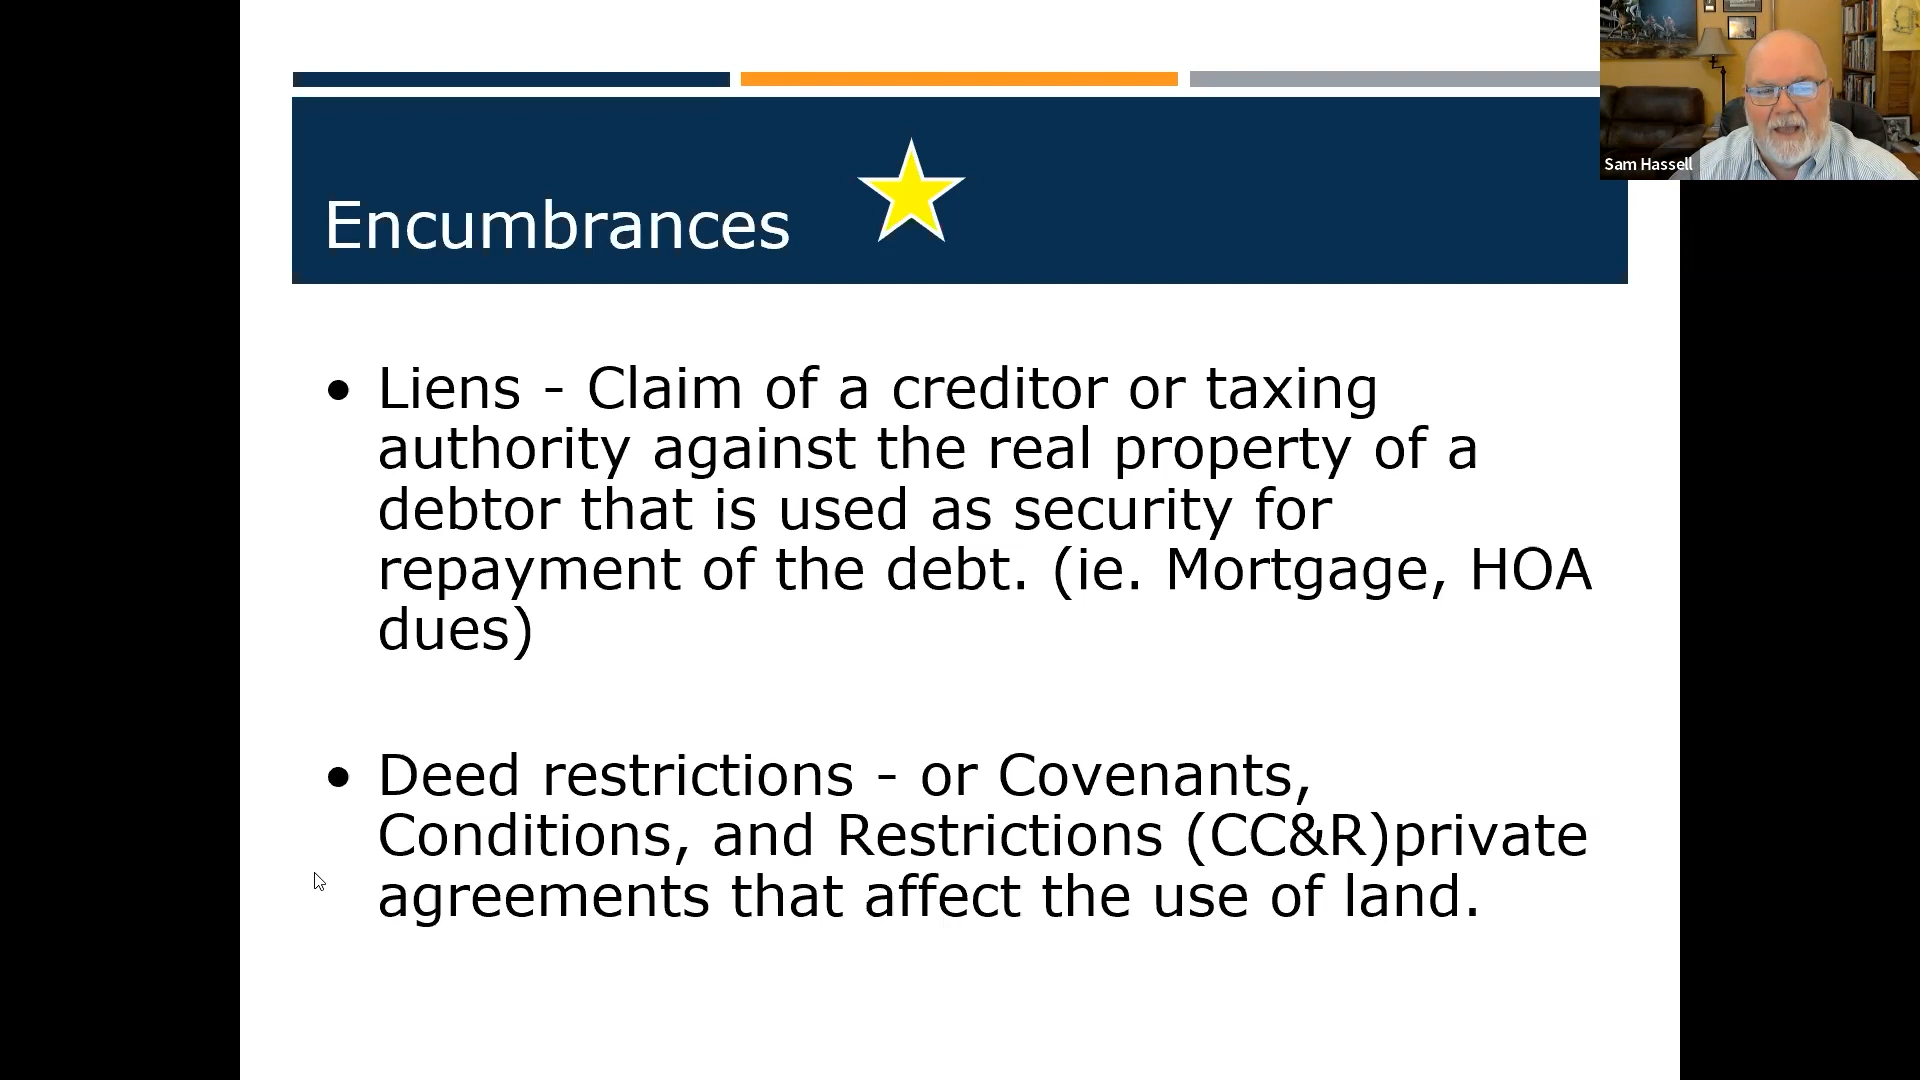 Sam Hassell
Encumbrances
• Liens - Claim of a creditor or taxing
authority against the real property of a
debtor that is used as security for
repayment of the debt. (ie. Mortgage, HOA
dues)
• Deed restrictions - or Covenants,
Conditions, and Restrictions (CC&R)private
agreements that affect the use of land.